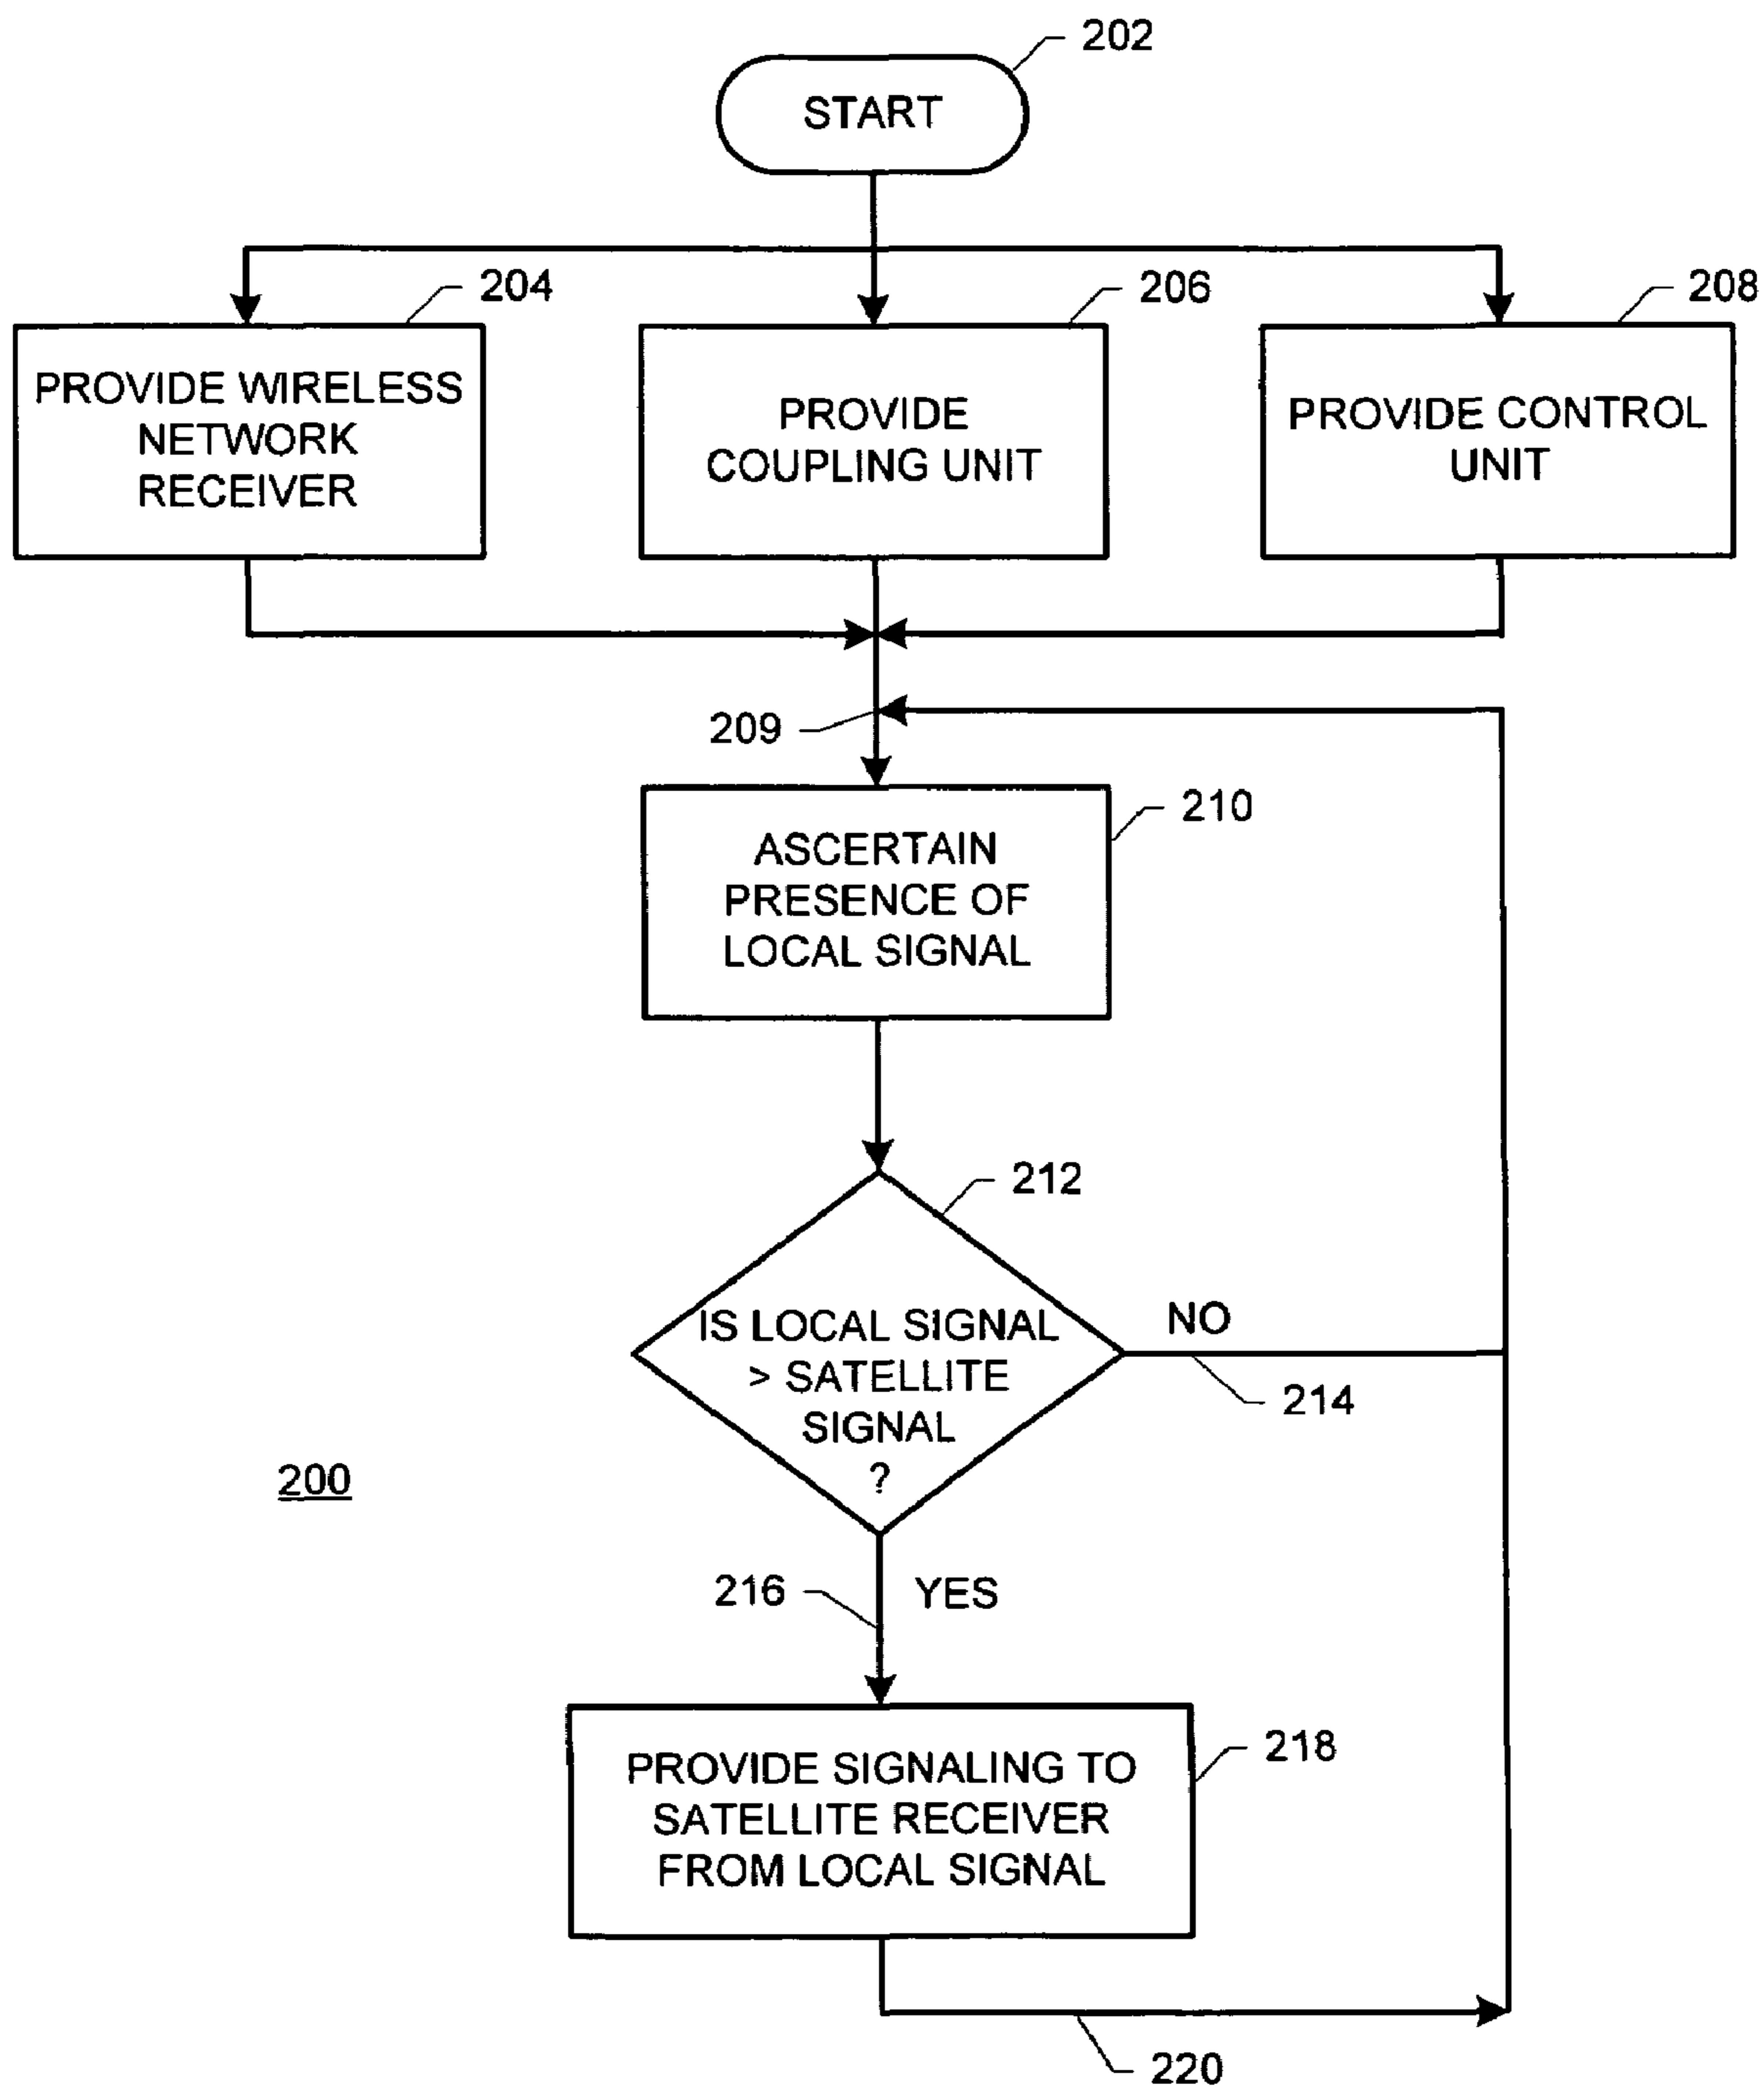 202
START
204
206
208
PROVIDE WIRELESS
NETWORK
RECEIVER
PROVIDE
COUPLING UNIT
PROVIDE CONTROL
UNIT
209
210
ASCERTAIN
PRESENCE OF
LOCAL SIGNAL
212
IS LOCAL SIGNAL
> SATELLITE
SIGNAL
?
NO
214
200
216
YES
218
PROVIDE SIGNALING TO
SATELLITE RECEIVER
FROM LOCAL SIGNAL
220